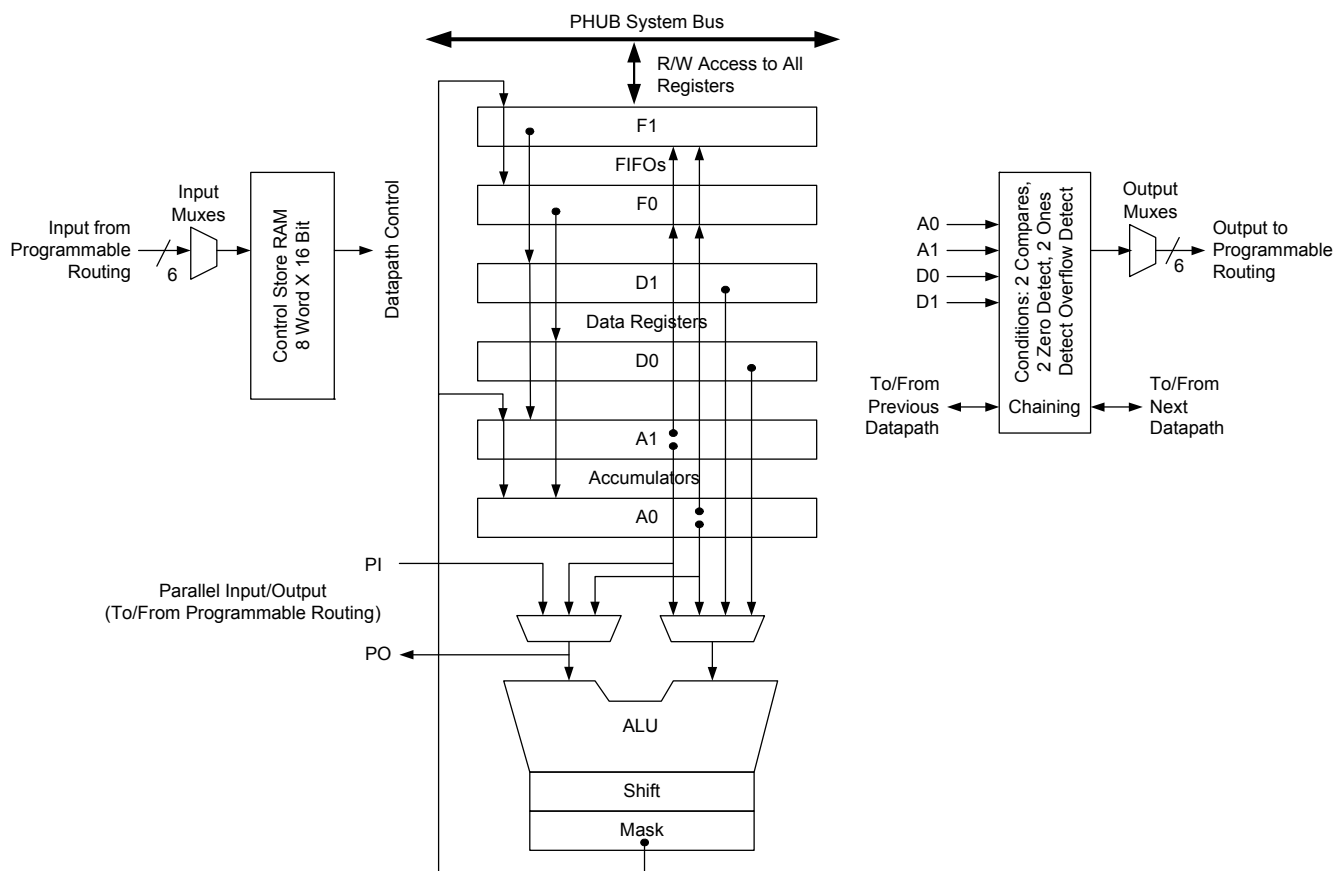 PHUB System Bus
R/W Access to All
Registers
F1
FIFOs
F0
D1
Data Registers
D0
A1
Accumulators
A0
Input
Muxes
Input from
Programmable
Routing
6
Control Store RAM
8 Word X 16 Bit
Datapath Control
A0
A1
D0
D1
Conditions: 2 Compares,
2 Zero Detect, 2 Ones
Detect Overflow Detect
Output
Muxes
Output to
Programmable
Routing
6
To/From
Previous
Datapath
Chaining
To/From
Next
Datapath
PI
Parallel Input/Output
(To/From Programmable Routing)
PO
ALU
Shift
Mask